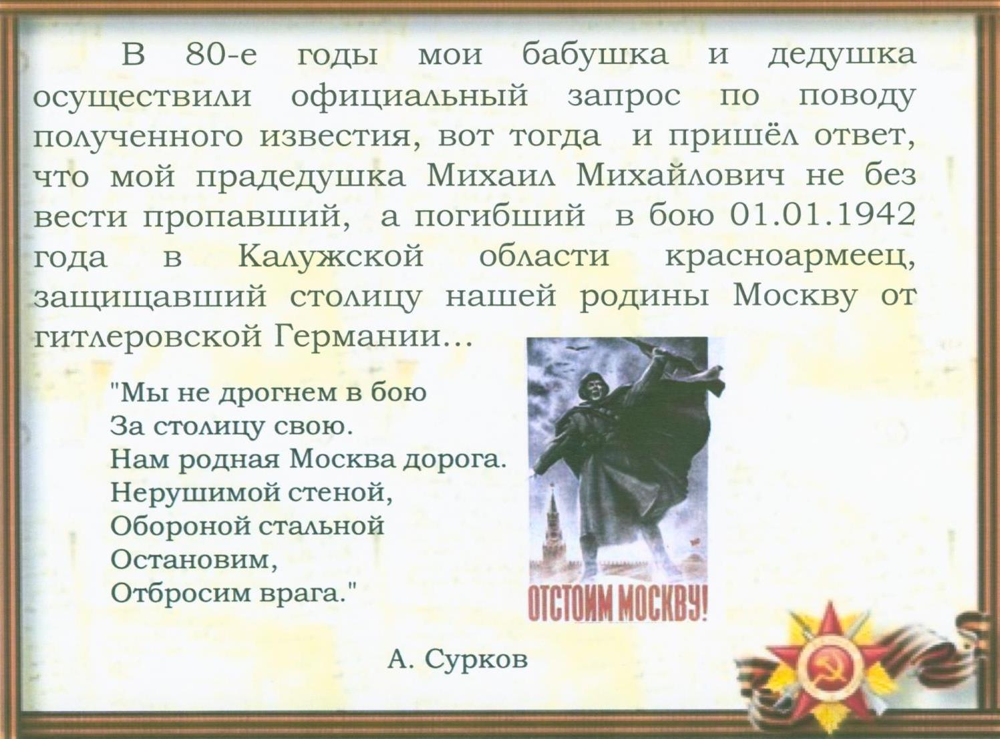 В 80-е годы мои бабушка и дедушка
осуществили официальный запрос по поводу
полученного известия, вот тогда и пришёл ответ,
что мой прадедушка Михаил Михайлович не без
вести пропавший, а погибший в бою 01.01.1942
года в Калужской области красноармеец,
защищавший столицу нашей родины Москву от
гитлеровской Германии...
"Мы не дрогнем в бою
За столицу свою.
Нам родная Москва дорога.
Нерушимой стеной,
Обороной стальной
Остановим,
Отбросим врага."
А. Сурков
ОТСТОИМ МОСКВУ!